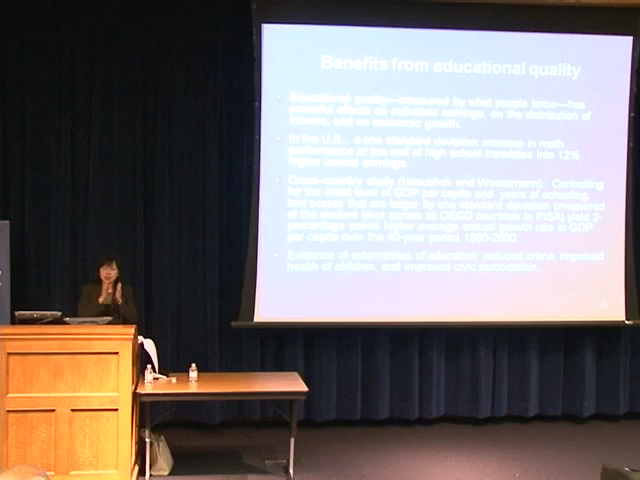 Benefits from educational quality
Educational quality—measured by what people know—has
powerful effects on individual earnings, on the distribution of
income, and on economic growth.
In the U.S., a one standard deviation increase in math
performance at the end of high school translates into 12%
higher annual earnings.
Cross-country study (Hanushek and Woessmann): Controlling
for the initial level of GDP per capita and years of schooling,
test scores that are larger by one standard deviation (measured
at the student level across all OECD countries in PISA) yield 2-
percentage points higher average annual growth rate in GDP
per capita over the 40-year period 1960-2000.
Evidence of externalities of education: reduced crime, improved
health of children, and improved civic participation.